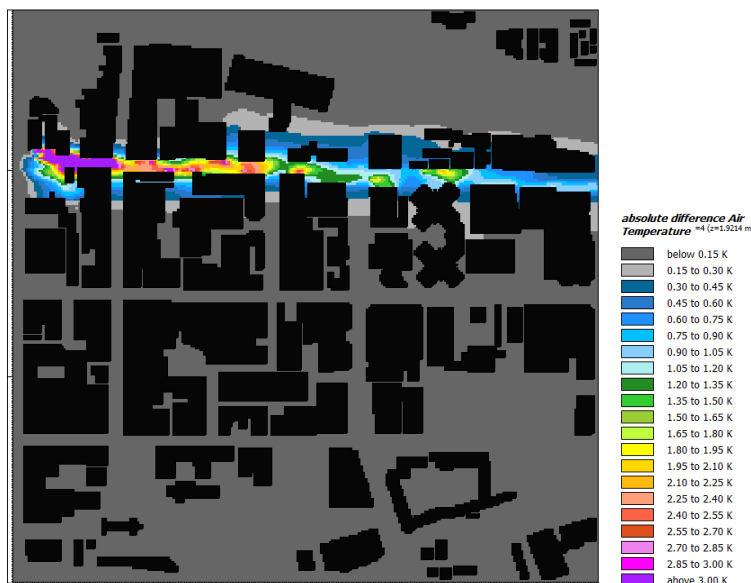 absolute difference Air
Temperature =4 (z=1.9214 m
below 0.15 K
0.15 to 0.30 K
0.30 to 0.45 K
0.45 to 0.60 K
0.60 to 0.75 K
0.75 to 0.90 K
0.90 to 1.05 K
1.05 to 1.20 K
1.20 to 1.35 K
1.35 to 1.50 K
1.50 to 1.65 K
1.65 to 1.80 K
1.80 to 1.95 K
1.95 to 2.10 K
2.10 to 2.25 K
2.25 to 2.40 K
2.40 to 2.55 K
2.55 to 2.70 K
2.70 to 2.85 K
2.85 to 3.00 K
above 3.00 K